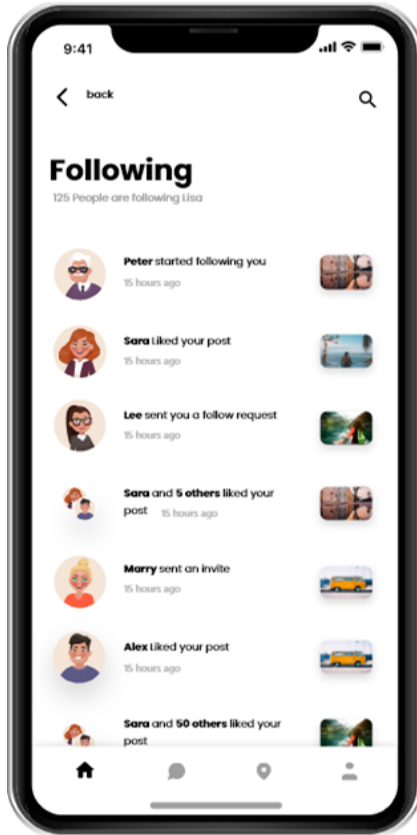 9:41
back
Following
125 People are following Lisa
Peter started following you
15 hours ago
Sara Liked your post
15 hours ago
Lee sent you a follow request
15 hours ago
Sara and 5 others liked your
post 15 hours ago
Marry sent an invite
15 hours ago
Alex Liked your post
15 hours ago
Sara and 50 others liked your
post